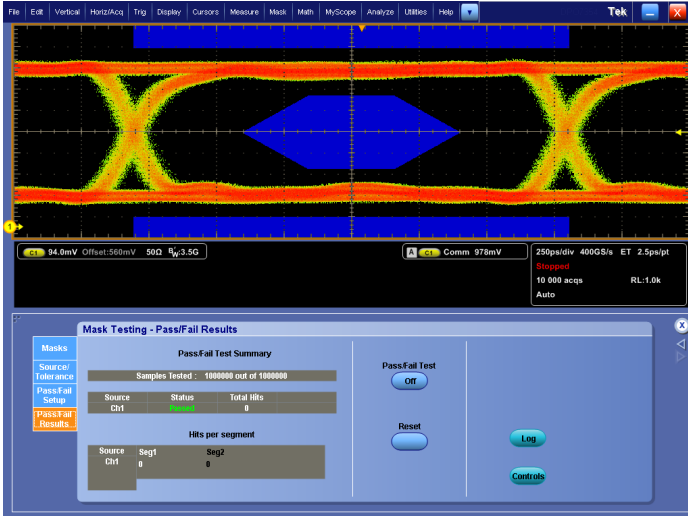 File Edit Vertical Horiz/Acq Trig Display Cursors Measure Mask Math MyScope Analyze Utilities Help Tek X
1
C1 94.0mV Offset:560mV 50Ω BW:3.5G
A C1 Comm 978mV
250ps/div 400GS/s ET 2.5ps/pt
Stopped
10 000 acqs RL:1.0k
Auto
Mask Testing - Pass/Fail Results
X
Masks
Source/
Tolerance
Pass/Fail
Setup
Pass/Fail
Results
Pass/Fail Test Summary
Samples Tested : 1000000 out of 1000000
Source Status Total Hits
Ch1 Passed 0
Hits per segment
Source Seg1 Seg2
Ch1 0 0
Pass/Fail Test
Off
Reset
Log
Controls